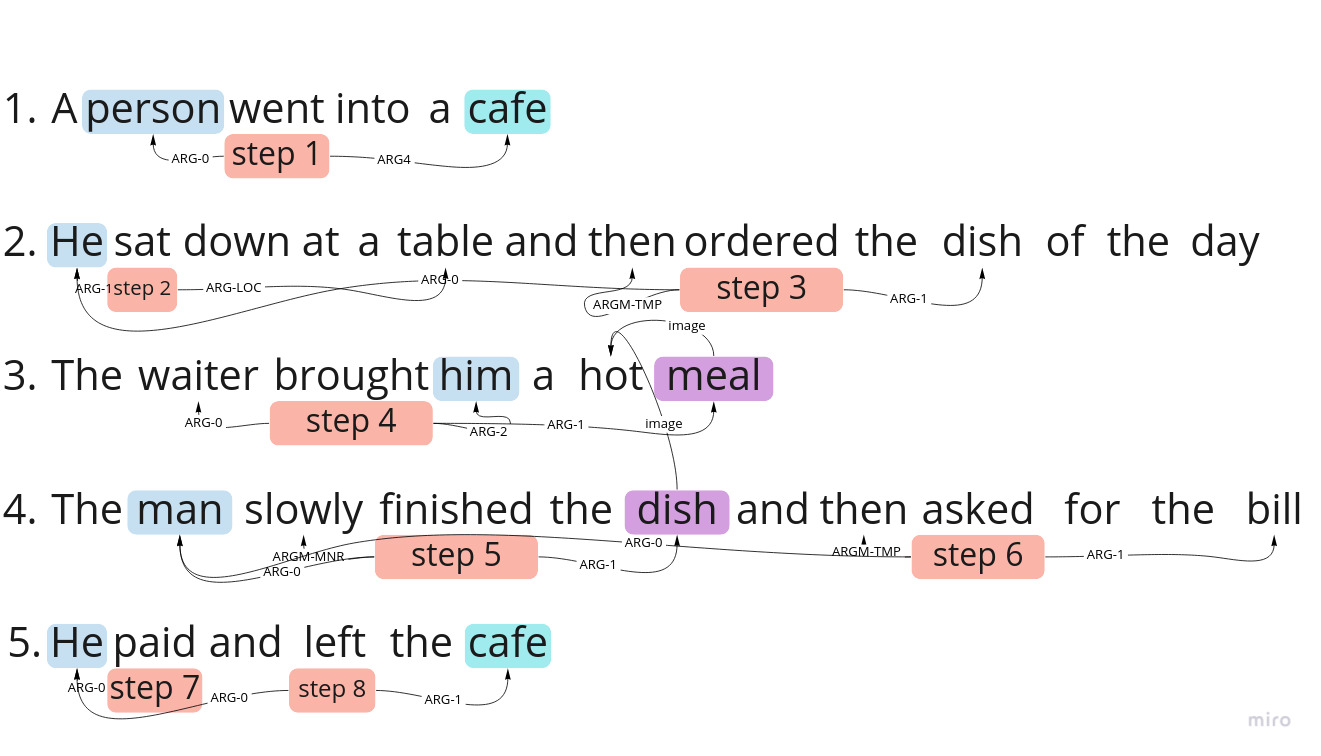 1. A person went into a cafe
ARG-0 step 1 ARG4
2. He sat down at a table and then ordered the dish of the day
ARG-1 step 2 ARG-LOC ARG-0 ARGM-TMP step 3 ARG-1
image
3. The waiter brought him a hot meal
ARG-0 step 4 ARG-2 ARG-1 image
4. The man slowly finished the dish and then asked for the bill
ARGM-MNR ARG-0 step 5 ARG-1 ARG-0 ARGM-TMP step 6 ARG-1
5. He paid and left the cafe
ARG-0 step 7 ARG-0 step 8 ARG-1
miro